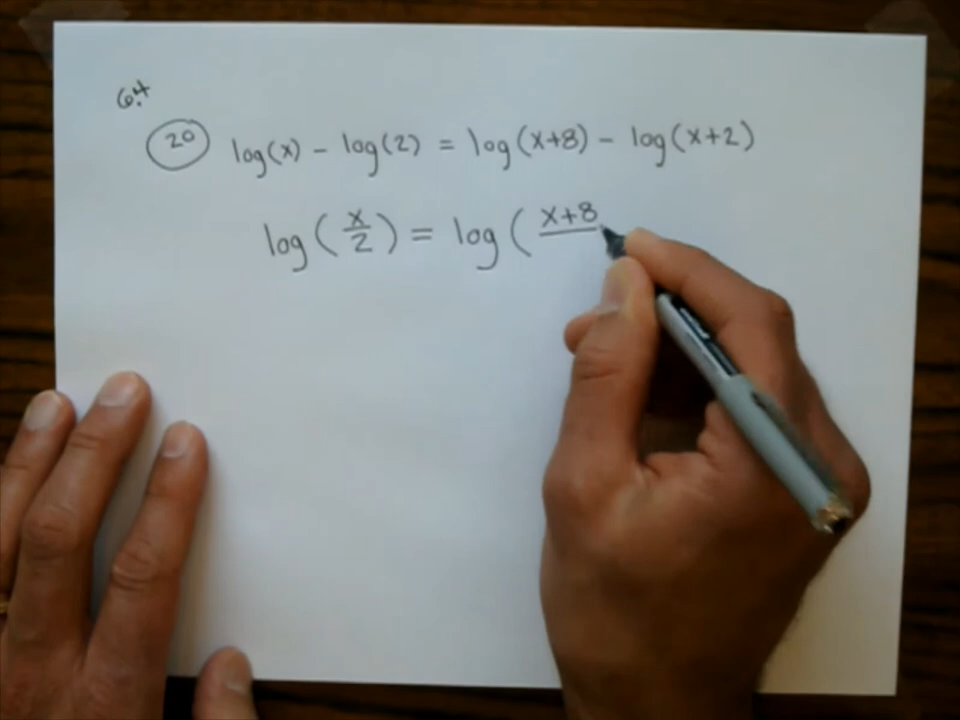 6.4
20 log(x) - log(2) = log(x+8) - log(x+2)
log(x/2) = log(x+8